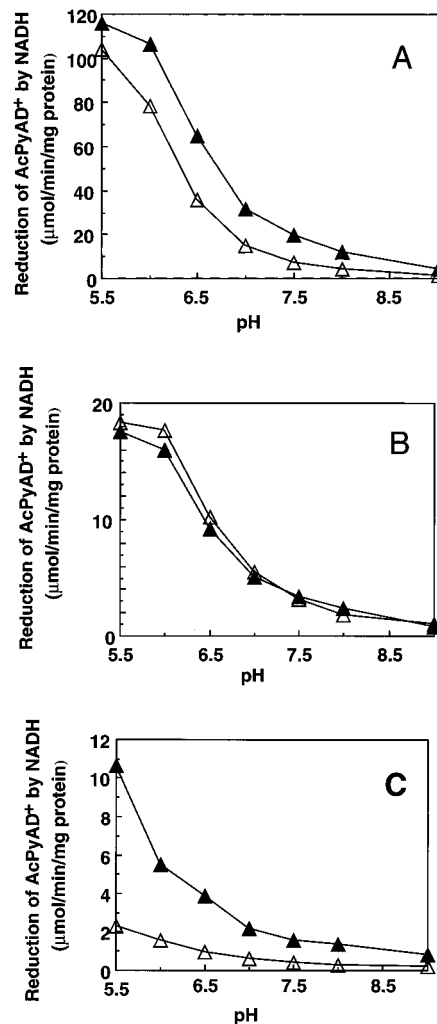 Reduction of AcPyAD⁺ by NADH
(µmol/min/mg protein)
120
100
80
60
40
20
0
A
5.5
6.5
7.5
8.5
pH
Reduction of AcPyAD⁺ by NADH
(µmol/min/mg protein)
20
10
0
B
5.5
6.5
7.5
8.5
pH
Reduction of AcPyAD⁺ by NADH
(µmol/min/mg protein)
12
10
8
6
4
2
0
C
5.5
6.5
7.5
8.5
pH